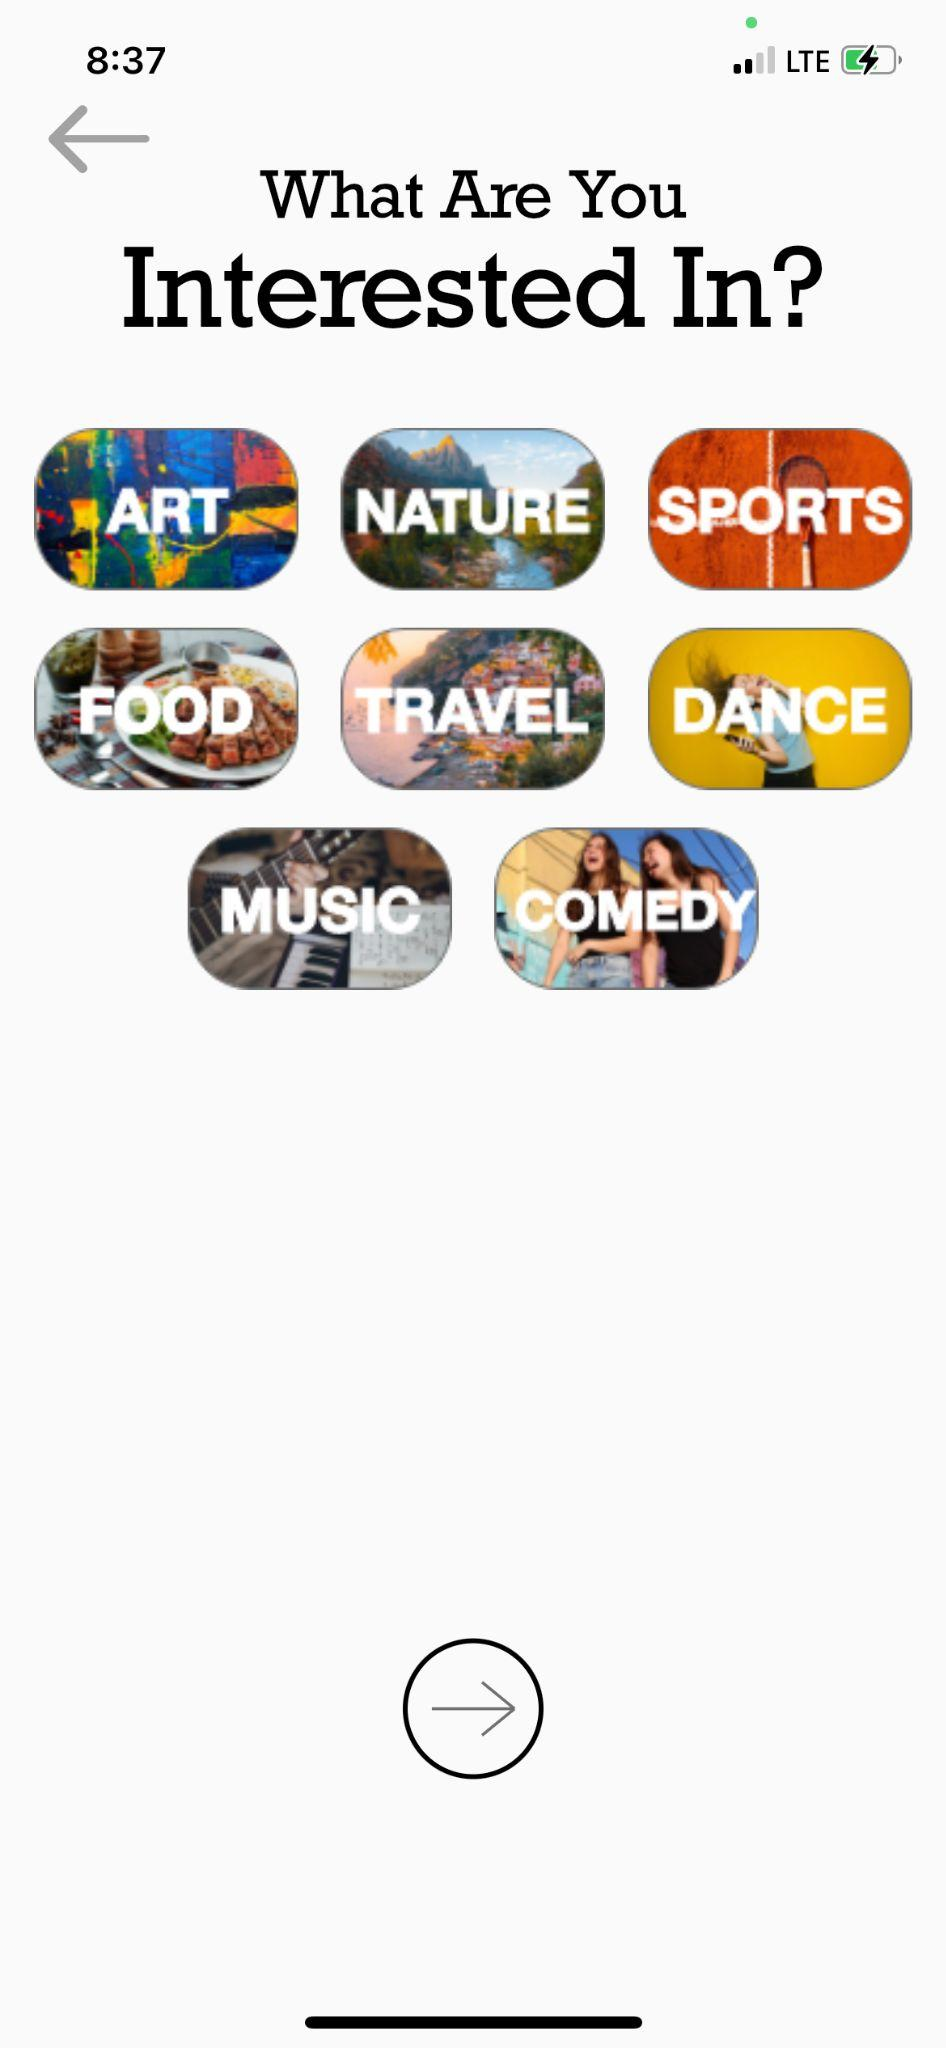 8:37 LTE
What Are You
Interested In?
ART NATURE SPORTS
FOOD TRAVEL DANCE
MUSIC COMEDY